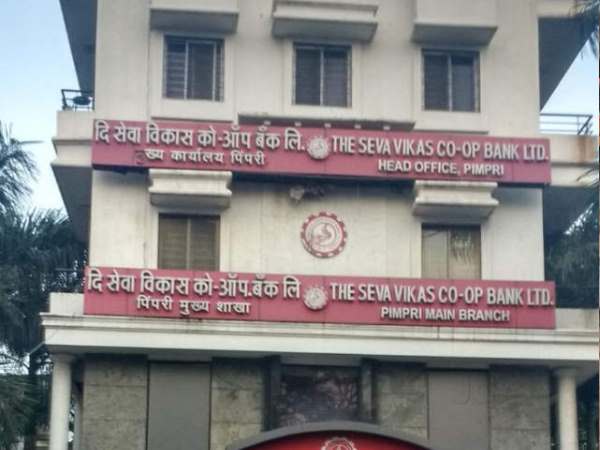 दि सेवा विकास को-ऑप बँक लि. THE SEVA VIKAS CO-OP BANK LTD.
ख्य कार्यालय पिंपरी HEAD OFFICE, PIMPRI
दि सेवा विकास को-ऑप.बँक लि THE SEVA VIKAS CO-OP BANK LTD.
पिंपरी मुख्य शाखा PIMPRI MAIN BRANCH